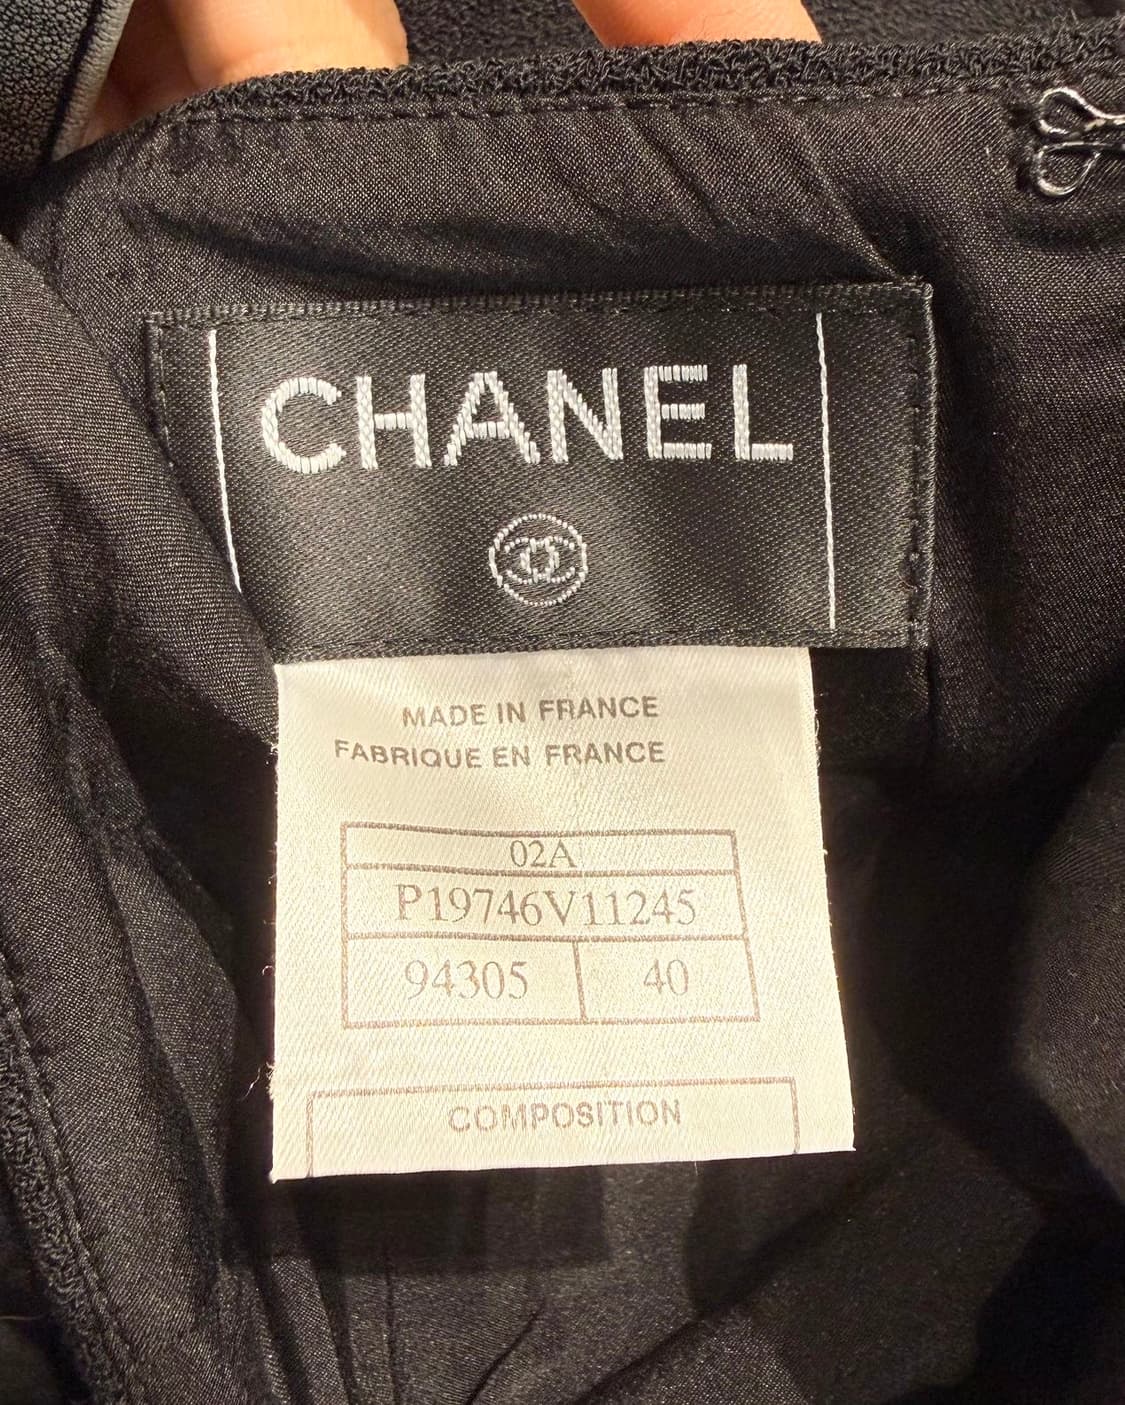 CHANEL
MADE IN FRANCE
FABRIQUE EN FRANCE
02A
P19746V11245
94305 40
COMPOSITION